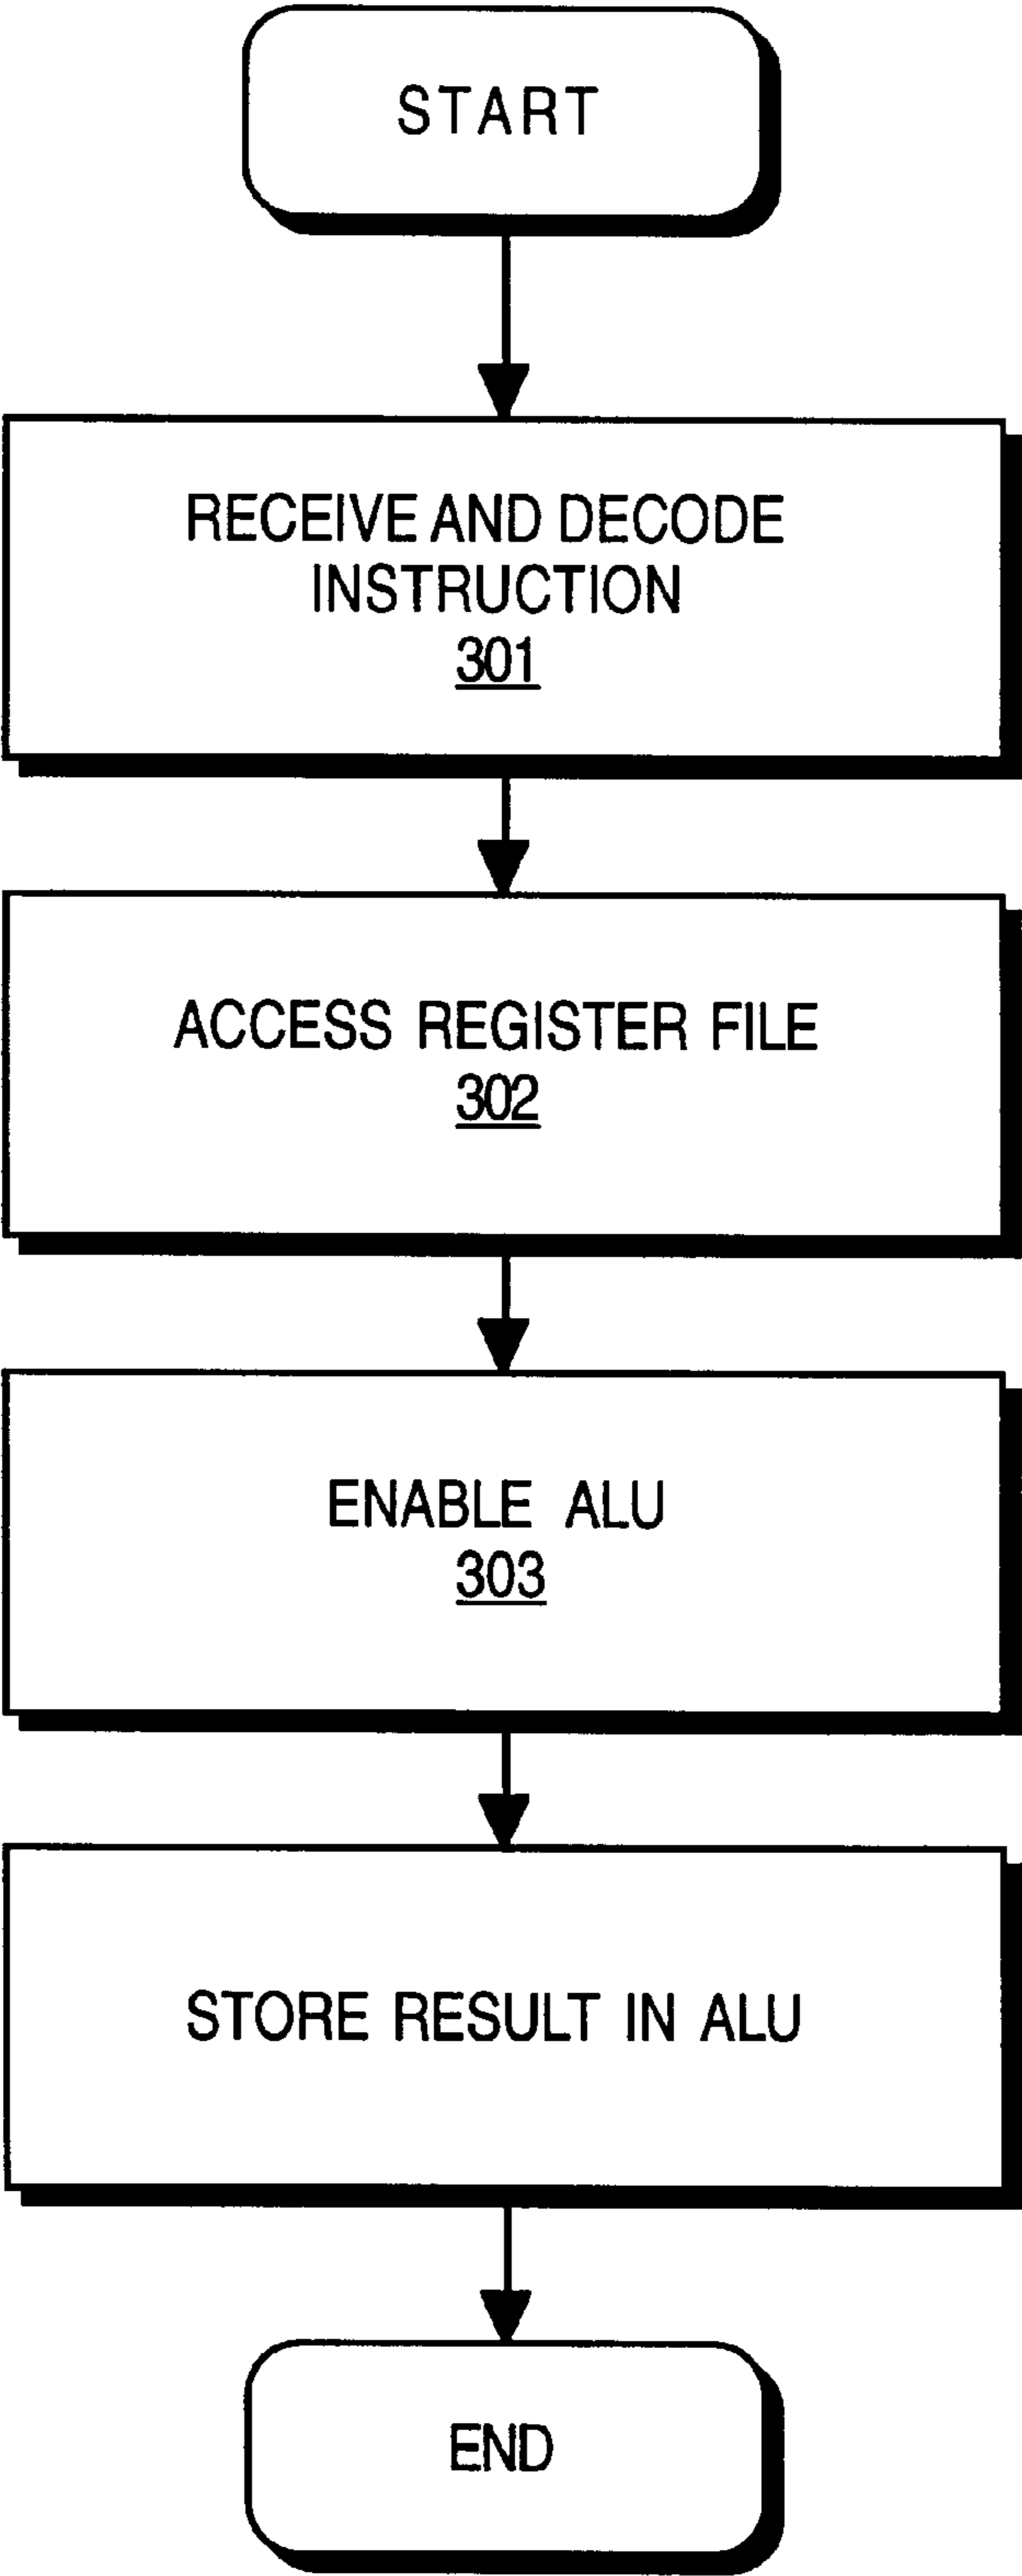 START
RECEIVE AND DECODE
INSTRUCTION
301
ACCESS REGISTER FILE
302
ENABLE ALU
303
STORE RESULT IN ALU
END